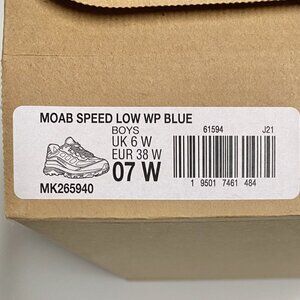 MOAB SPEED LOW WP BLUE
BOYS 61594 J21
UK 6 W
EUR 38 W
07 W
MK265940 1 9501 7461 484